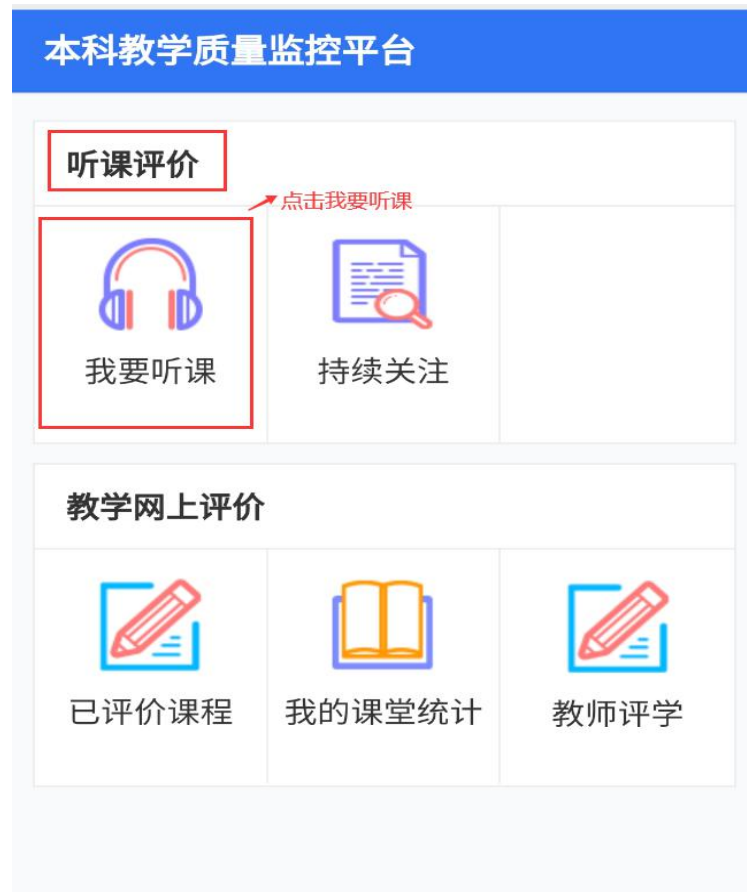 本科教学质量监控平台
听课评价
点击我要听课
我要听课 持续关注
教学网上评价
已评价课程 我的课堂统计 教师评学